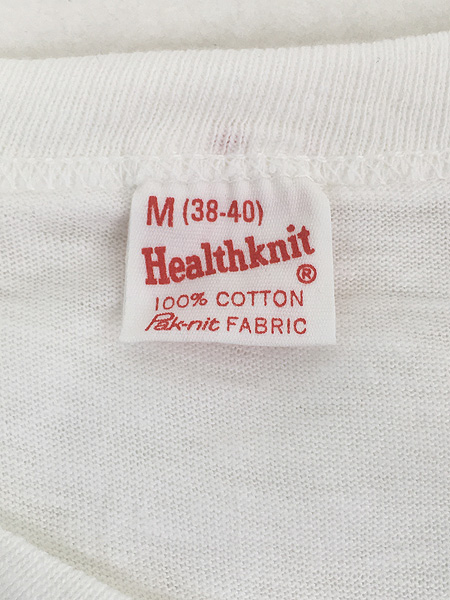 M (38-40)
Healthknit
®
100% COTTON
Pak-nit FABRIC